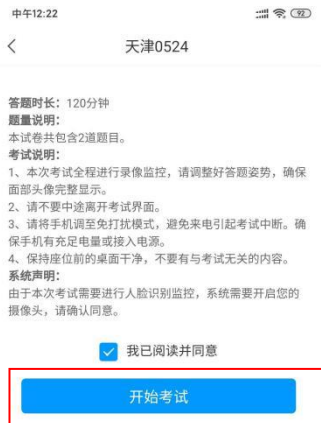 中午12:22
92
天津0524
答题时长：120分钟
题量说明：
本试卷共包含2道题目。
考试说明：
1、本次考试全程进行录像监控，请调整好答题姿势，确保
面部头像完整显示。
2、请不要中途离开考试界面。
3、请将手机调至免打扰模式，避免来电引起考试中断。确
保手机有充足电量或接入电源。
4、保持座位前的桌面干净，不要有与考试无关的内容。
系统声明：
由于本次考试需要进行人脸识别监控，系统需要开启您的
摄像头，请确认同意。
我已阅读并同意
开始考试